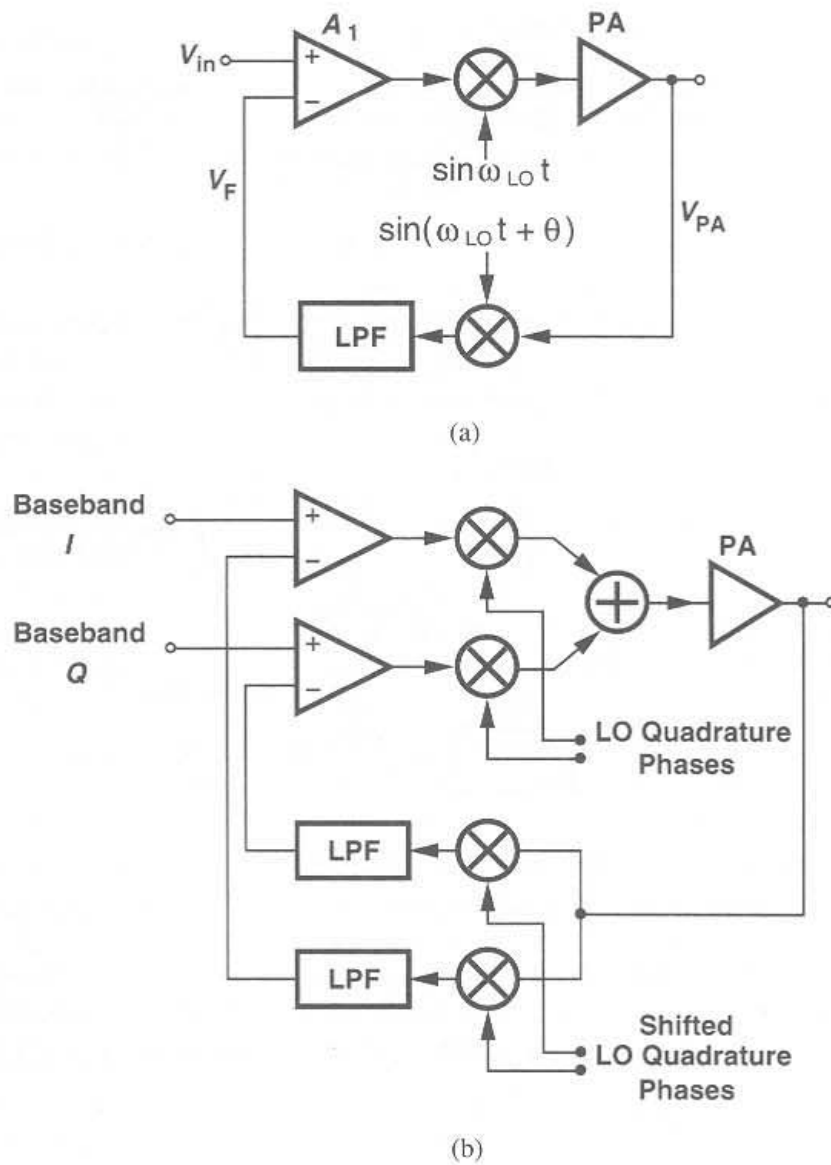 A1
PA
Vin
+
−
sin ωLO t
VF
sin(ωLO t + θ)
VPA
LPF
(a)
Baseband
I
+
−
PA
Baseband
Q
+
−
LO Quadrature
Phases
LPF
LPF
Shifted
LO Quadrature
Phases
(b)